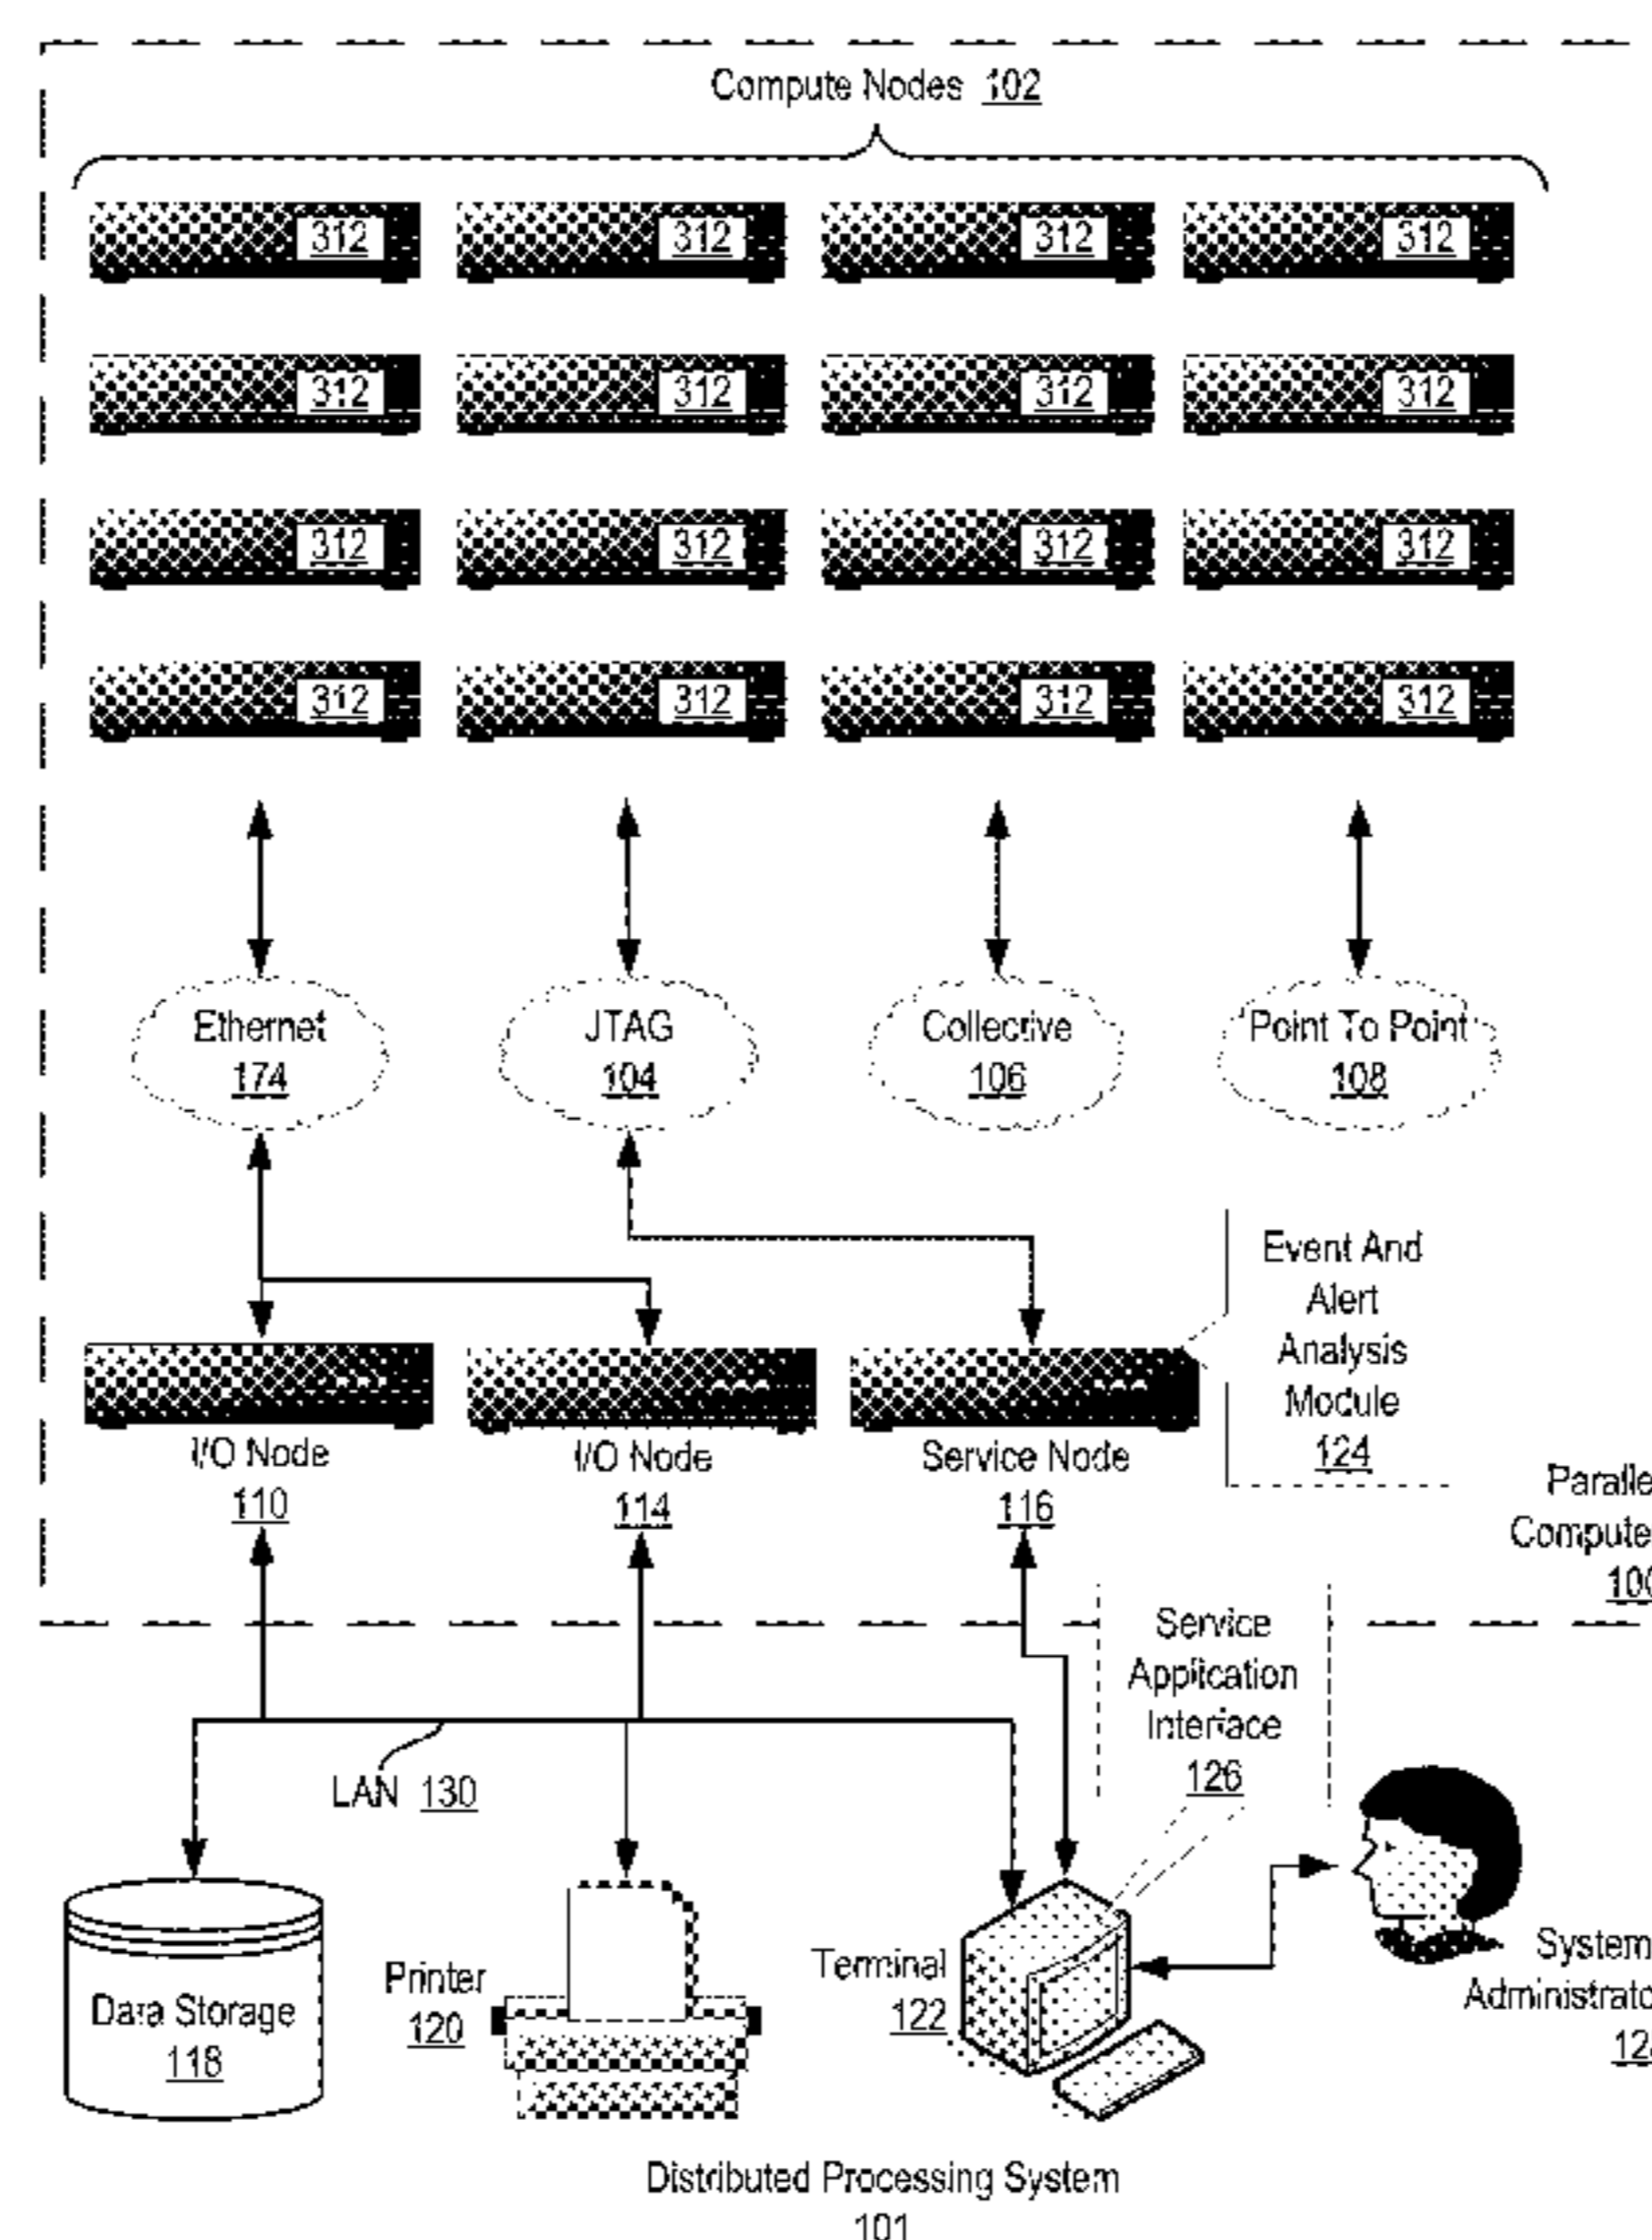 Compute Nodes 102
312 312 312 312
312 312 312 312
312 312 312 312
312 312 312 312
Ethernet
174
JTAG
104
Collective
106
Point To Point
108
Event And
Alert
Analysis
Module
124
I/O Node
110
I/O Node
114
Service Node
116
Service
Application
Interface
126
LAN 130
Data Storage
118
Printer
120
Terminal
122
System
Distributed Processing System
101